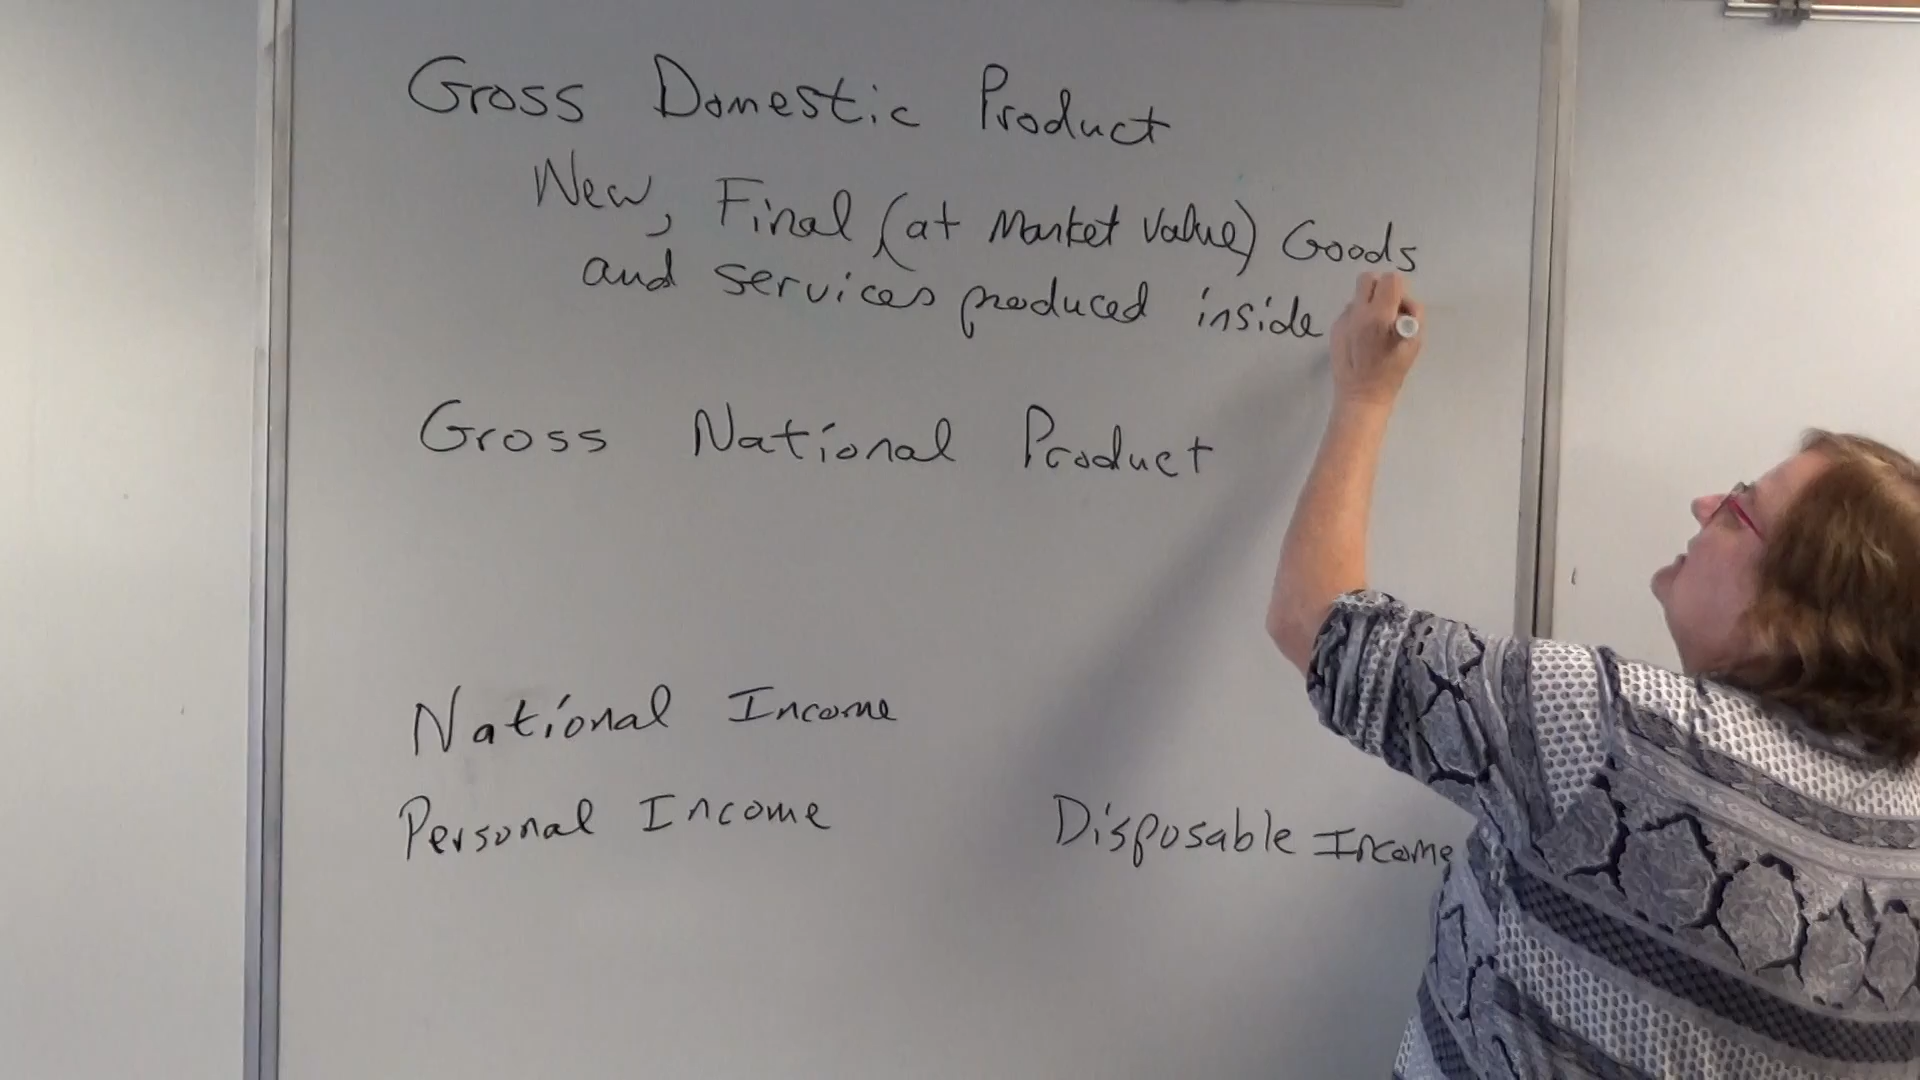 Gross Domestic Product
New, Final (at Market Value) Goods
and services produced inside
Gross National Product
National Income
Personal Income Disposable Income